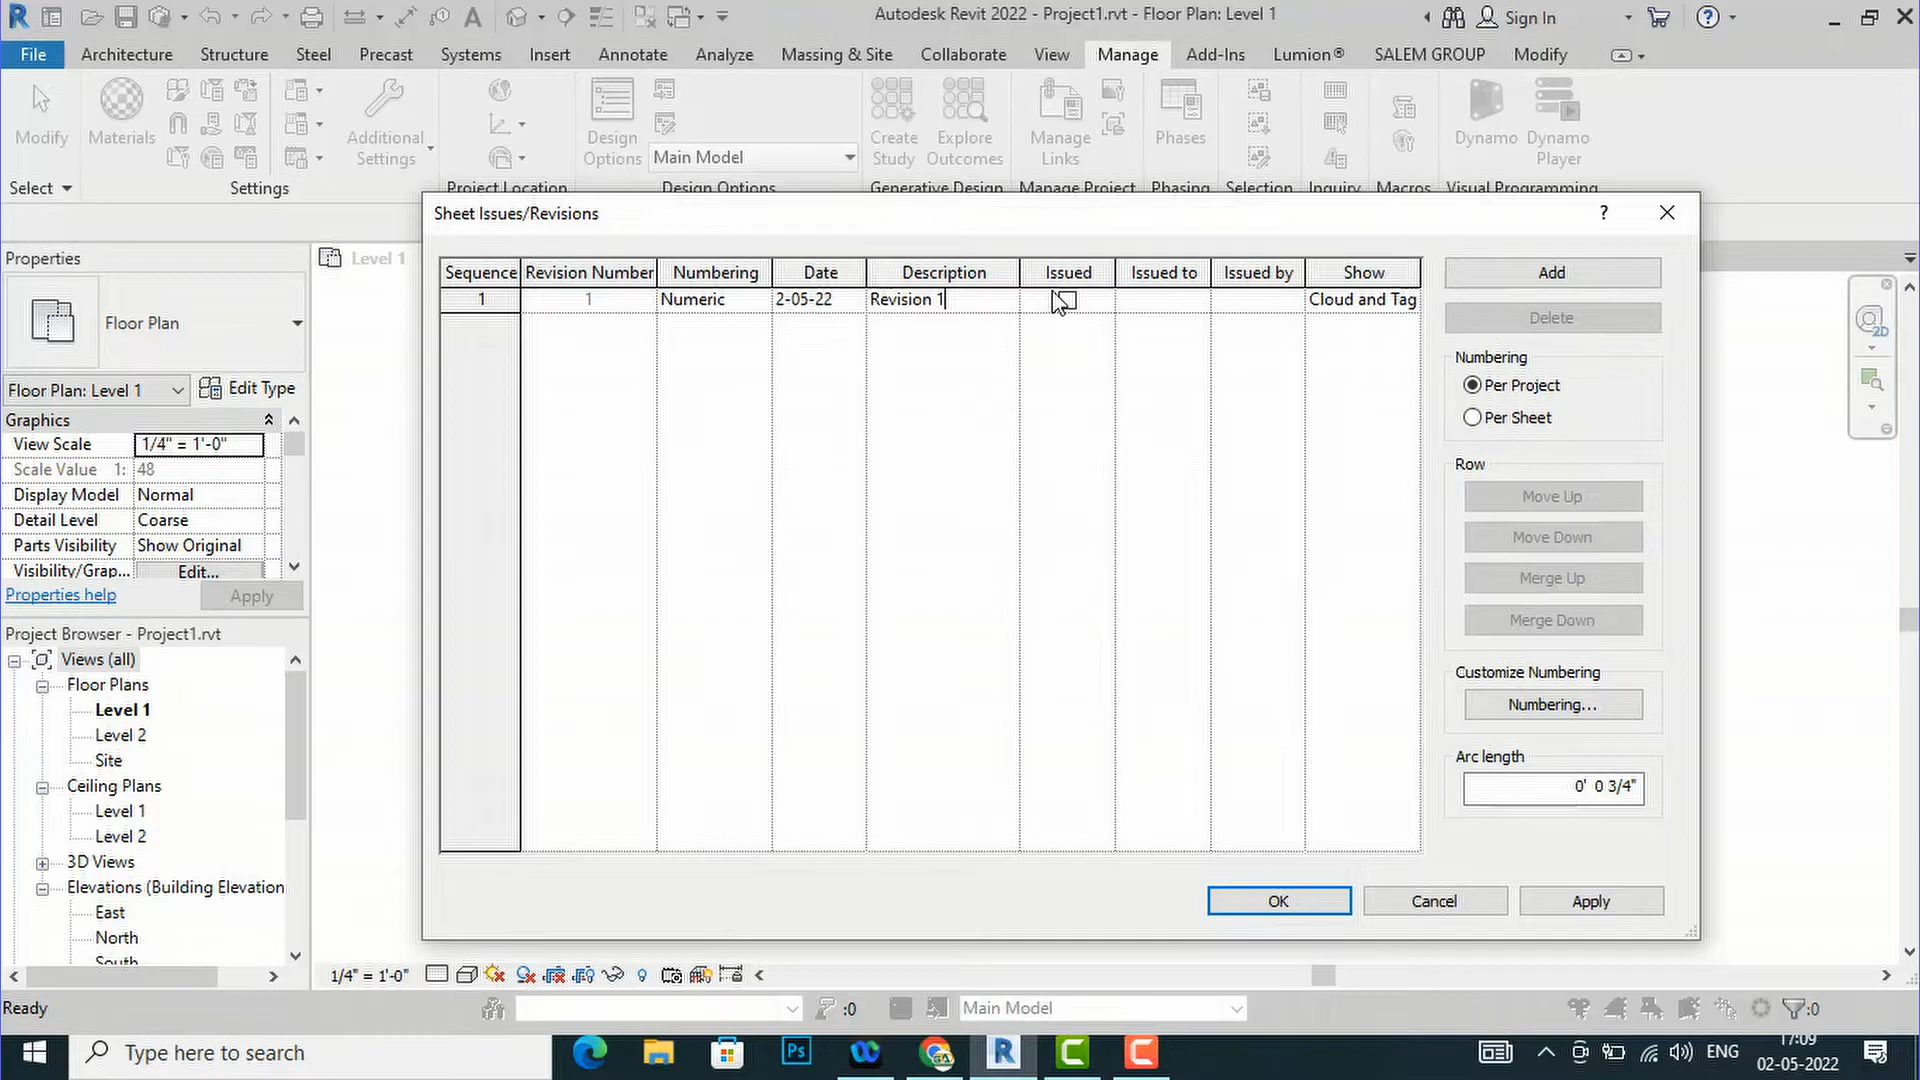 Autodesk Revit 2022 - Project1.rvt - Floor Plan: Level 1
Sign In
File Architecture Structure Steel Precast Systems Insert Annotate Analyze Massing & Site Collaborate View Manage Add-Ins Lumion® SALEM GROUP Modify
Modify
Materials
Additional Settings
Design Options
Main Model
Create Study
Explore Outcomes
Manage Links
Phases
Dynamo
Dynamo Player
Select
Settings
Project Location
Design Options
Generative Design
Manage Project
Phasing
Selection
Inquiry
Macros
Visual Programming
Properties
Floor Plan
Floor Plan: Level 1
Edit Type
Graphics
View Scale 1/4" = 1'-0"
Scale Value 1: 48
Display Model Normal
Detail Level Coarse
Parts Visibility Show Original
Visibility/Grap... Edit...
Properties help
Apply
Project Browser - Project1.rvt
Views (all)
Floor Plans
Level 1
Level 2
Site
Ceiling Plans
Level 1
Level 2
3D Views
Elevations (Building Elevation
East
North
South
Level 1
Sheet Issues/Revisions
?
Sequence Revision Number Numbering Date Description Issued Issued to Issued by Show
1 1 Numeric 2-05-22 Revision 1 Cloud and Tag
Add
Delete
Numbering
Per Project
Per Sheet
Row
Move Up
Move Down
Merge Up
Merge Down
Customize Numbering
Numbering...
Arc length
0' 0 3/4"
OK
Cancel
Apply
2D
1/4" = 1'-0"
Ready
:0
Main Model
:0
Type here to search
Ps
R
ENG
17:09
02-05-2022